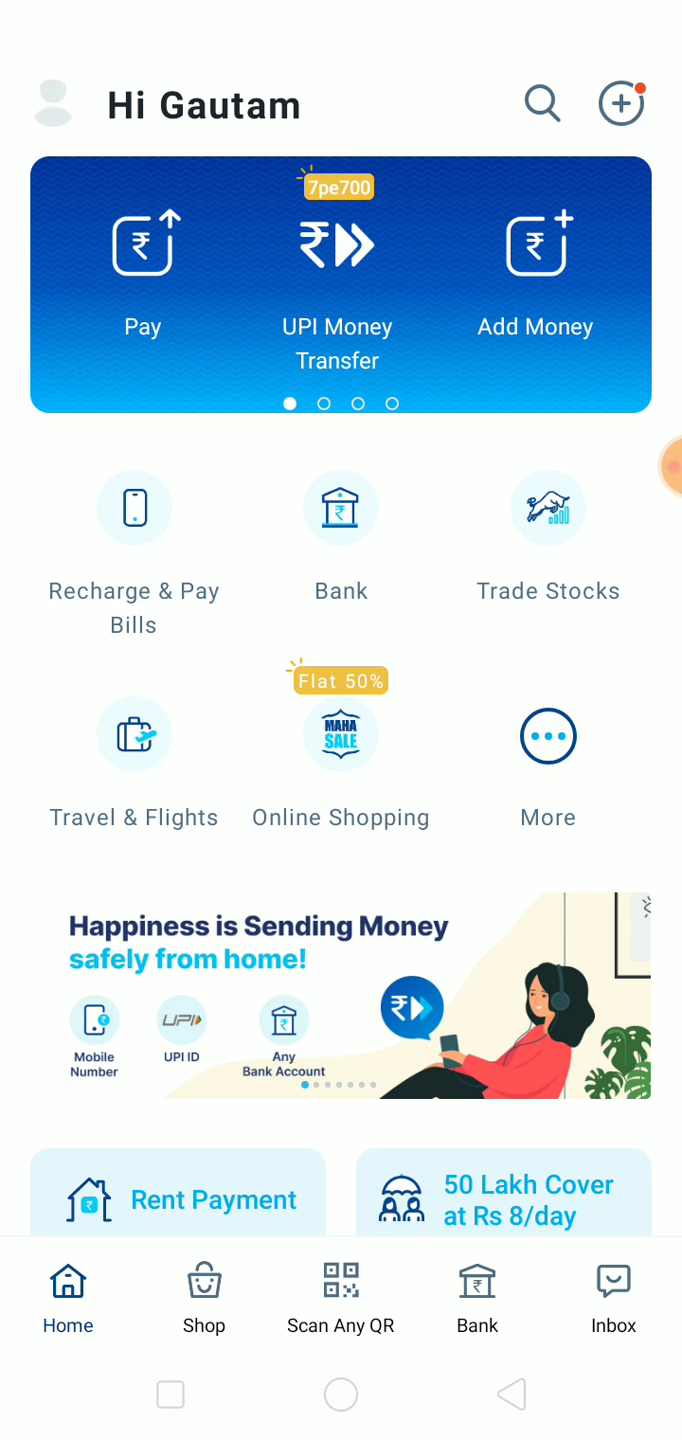 Hi Gautam
7pe700
Pay
UPI Money
Transfer
Add Money
Recharge & Pay
Bills
Bank
Trade Stocks
Flat 50%
MAHA
SALE
Travel & Flights
Online Shopping
More
Happiness is Sending Money
safely from home!
UPI
Mobile
Number
UPI ID
Any
Bank Account
Rent Payment
50 Lakh Cover
at Rs 8/day
Home
Shop
Scan Any QR
Bank
Inbox